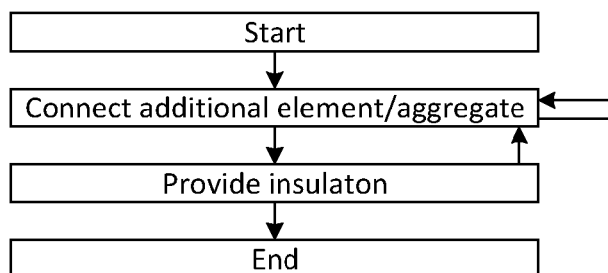 Start
Connect additional element/aggregate
Provide insulaton
End